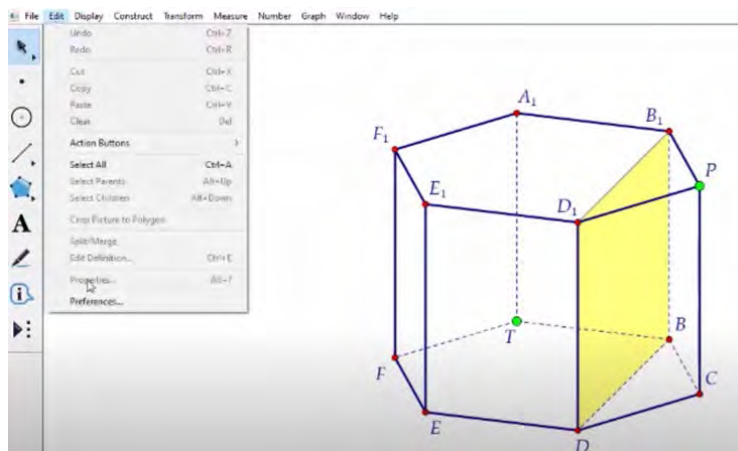 File Edit Display Construct Transform Measure Number Graph Window Help
Undo Ctrl+Z
Redo Ctrl+R
Cut Ctrl+X
Copy Ctrl+C
Paste Ctrl+V
Clear Del
Action Buttons
Select All Ctrl+A
Select Parents Alt+Up
Select Children Alt+Down
Crop Picture to Polygon
Split/Merge
Edit Definition... Ctrl+E
Properties... Alt+?
Preferences...
A
A₁
B₁
F₁
P
E₁
D₁
T
B
F
C
E
D